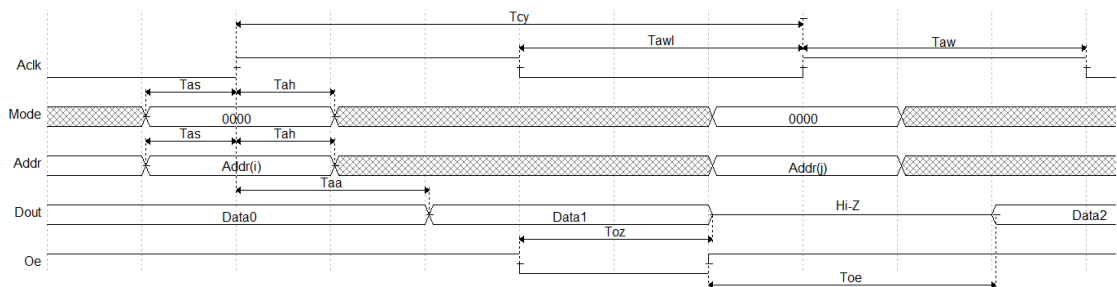 Tcy
Tawl Taw
Aclk
Tas Tah
Mode 0000 0000
Tas Tah
Addr Addr(i) Addr(j)
Taa
Dout Data0 Data1 Hi-Z Data2
Toz
Oe
Toe